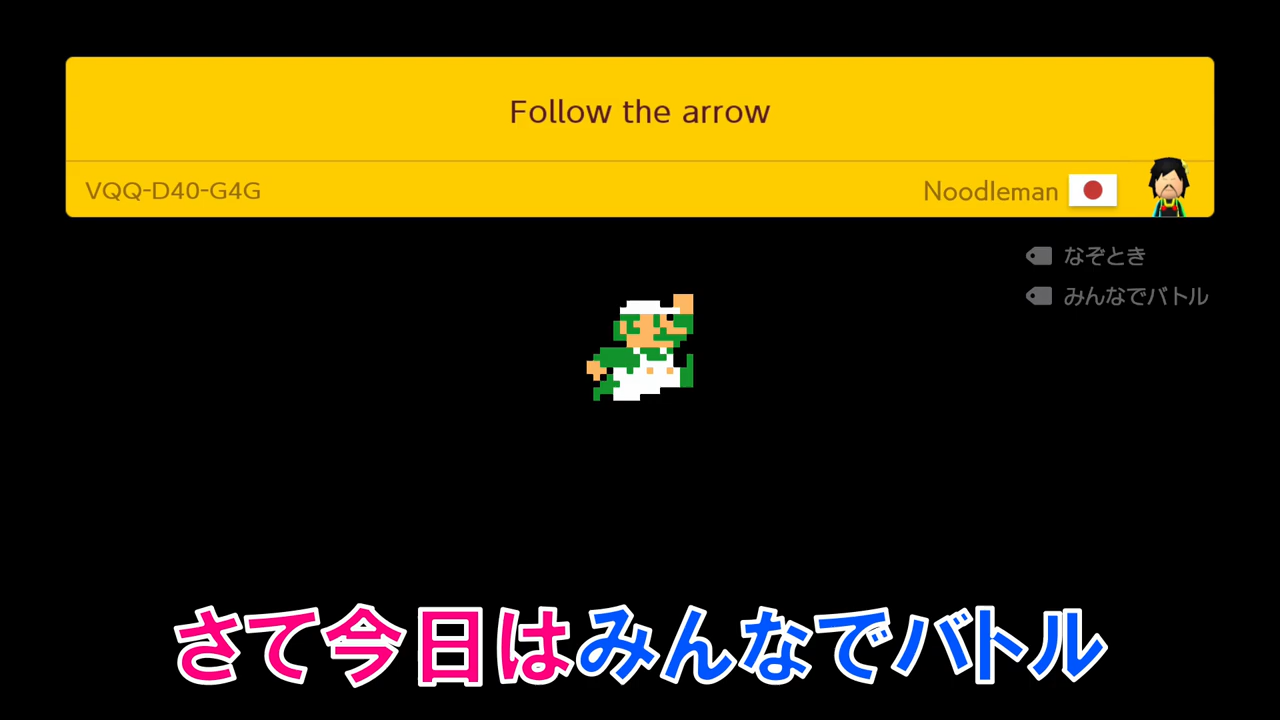 Follow the arrow
VQQ-D40-G4G
Noodleman
なぞとき
みんなでバトル
さて今日はみんなでバトル